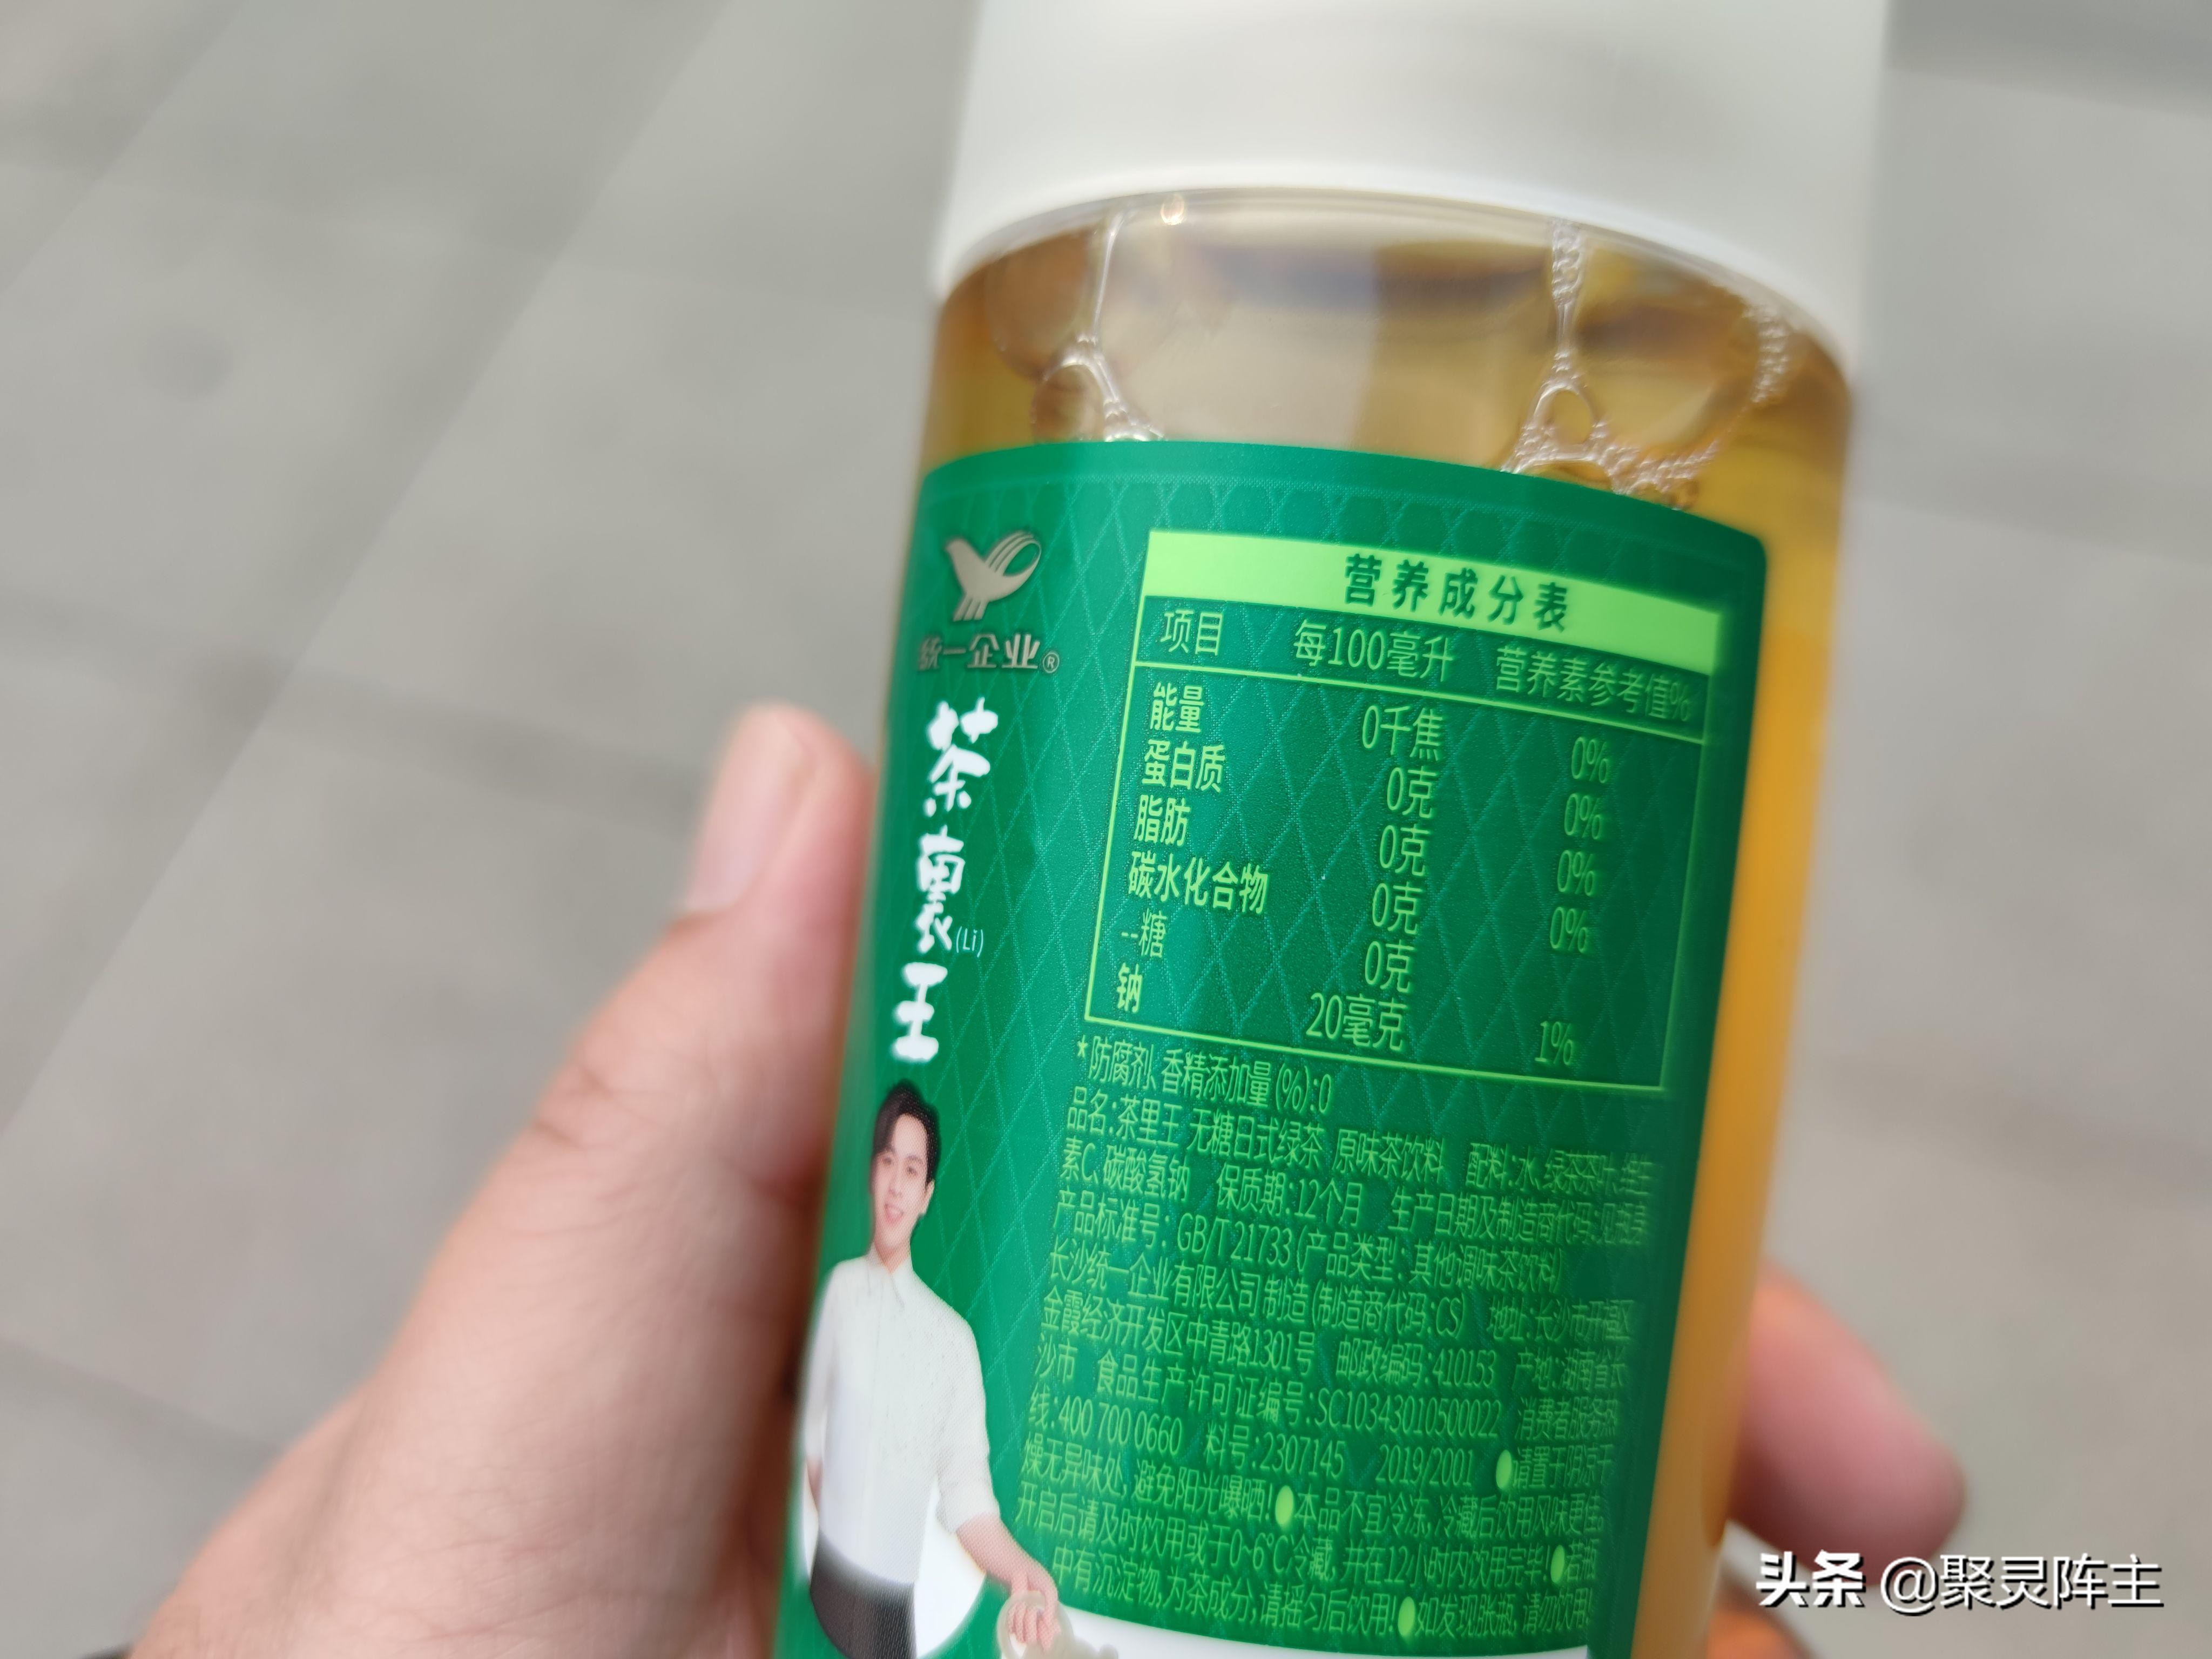 统一企业®
茶裏王
(Li)
营养成分表
项目 每100毫升 营养素参考值%
能量 0千焦 0%
蛋白质 0克 0%
脂肪 0克 0%
碳水化合物 0克 0%
--糖 0克
钠 20毫克 1%
*防腐剂、香精添加量(%):0
品名:茶里王 无糖日式绿茶 原味茶饮料 配料:水、绿茶茶叶、维生
素C、碳酸氢钠 保质期:12个月 生产日期及制造商代码:见瓶身
产品标准号: GB/T 21733(产品类型: 其他调味茶饮料)
长沙统一企业有限公司制造(制造商代码:CS) 地址:长沙市开福区
金霞经济开发区中青路1301号 邮政编码:410153 产地:湖南省长
沙市 食品生产许可证编号:SC10343010500022 消费者服务热
线:400 700 0660 料号:2307145 2019/2001 ●请置于阴凉干
燥无异味处,避免阳光曝晒!●本品不宜冷冻,冷藏后饮用风味更佳
开启后请及时饮用或于0~6℃冷藏,并在12小时内饮用完毕●若瓶
中有沉淀物,为茶成分,请摇匀后饮用.●如发现胀瓶,请勿饮用
头条 @聚灵阵主